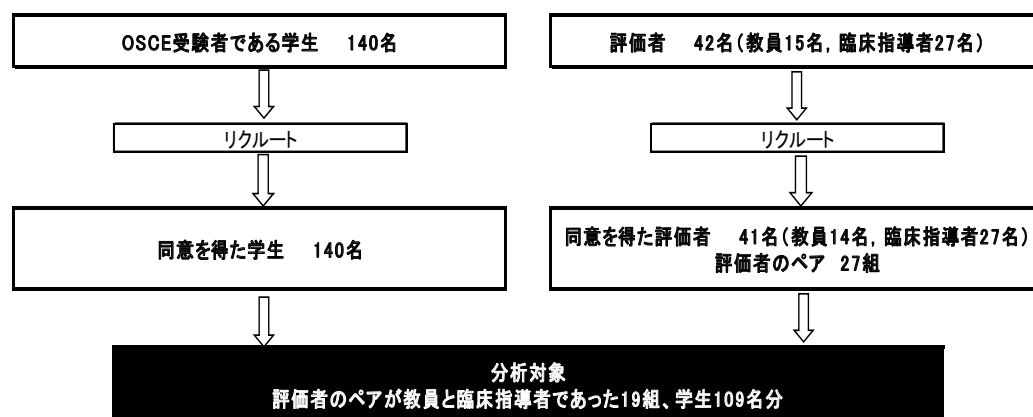 OSCE受験者である学生　140名
リクルート
同意を得た学生　140名
評価者　42名(教員15名，臨床指導者27名)
リクルート
同意を得た評価者　41名(教員14名，臨床指導者27名)
評価者のペア 27組
分析対象
評価者のペアが教員と臨床指導者であった19組、学生109名分